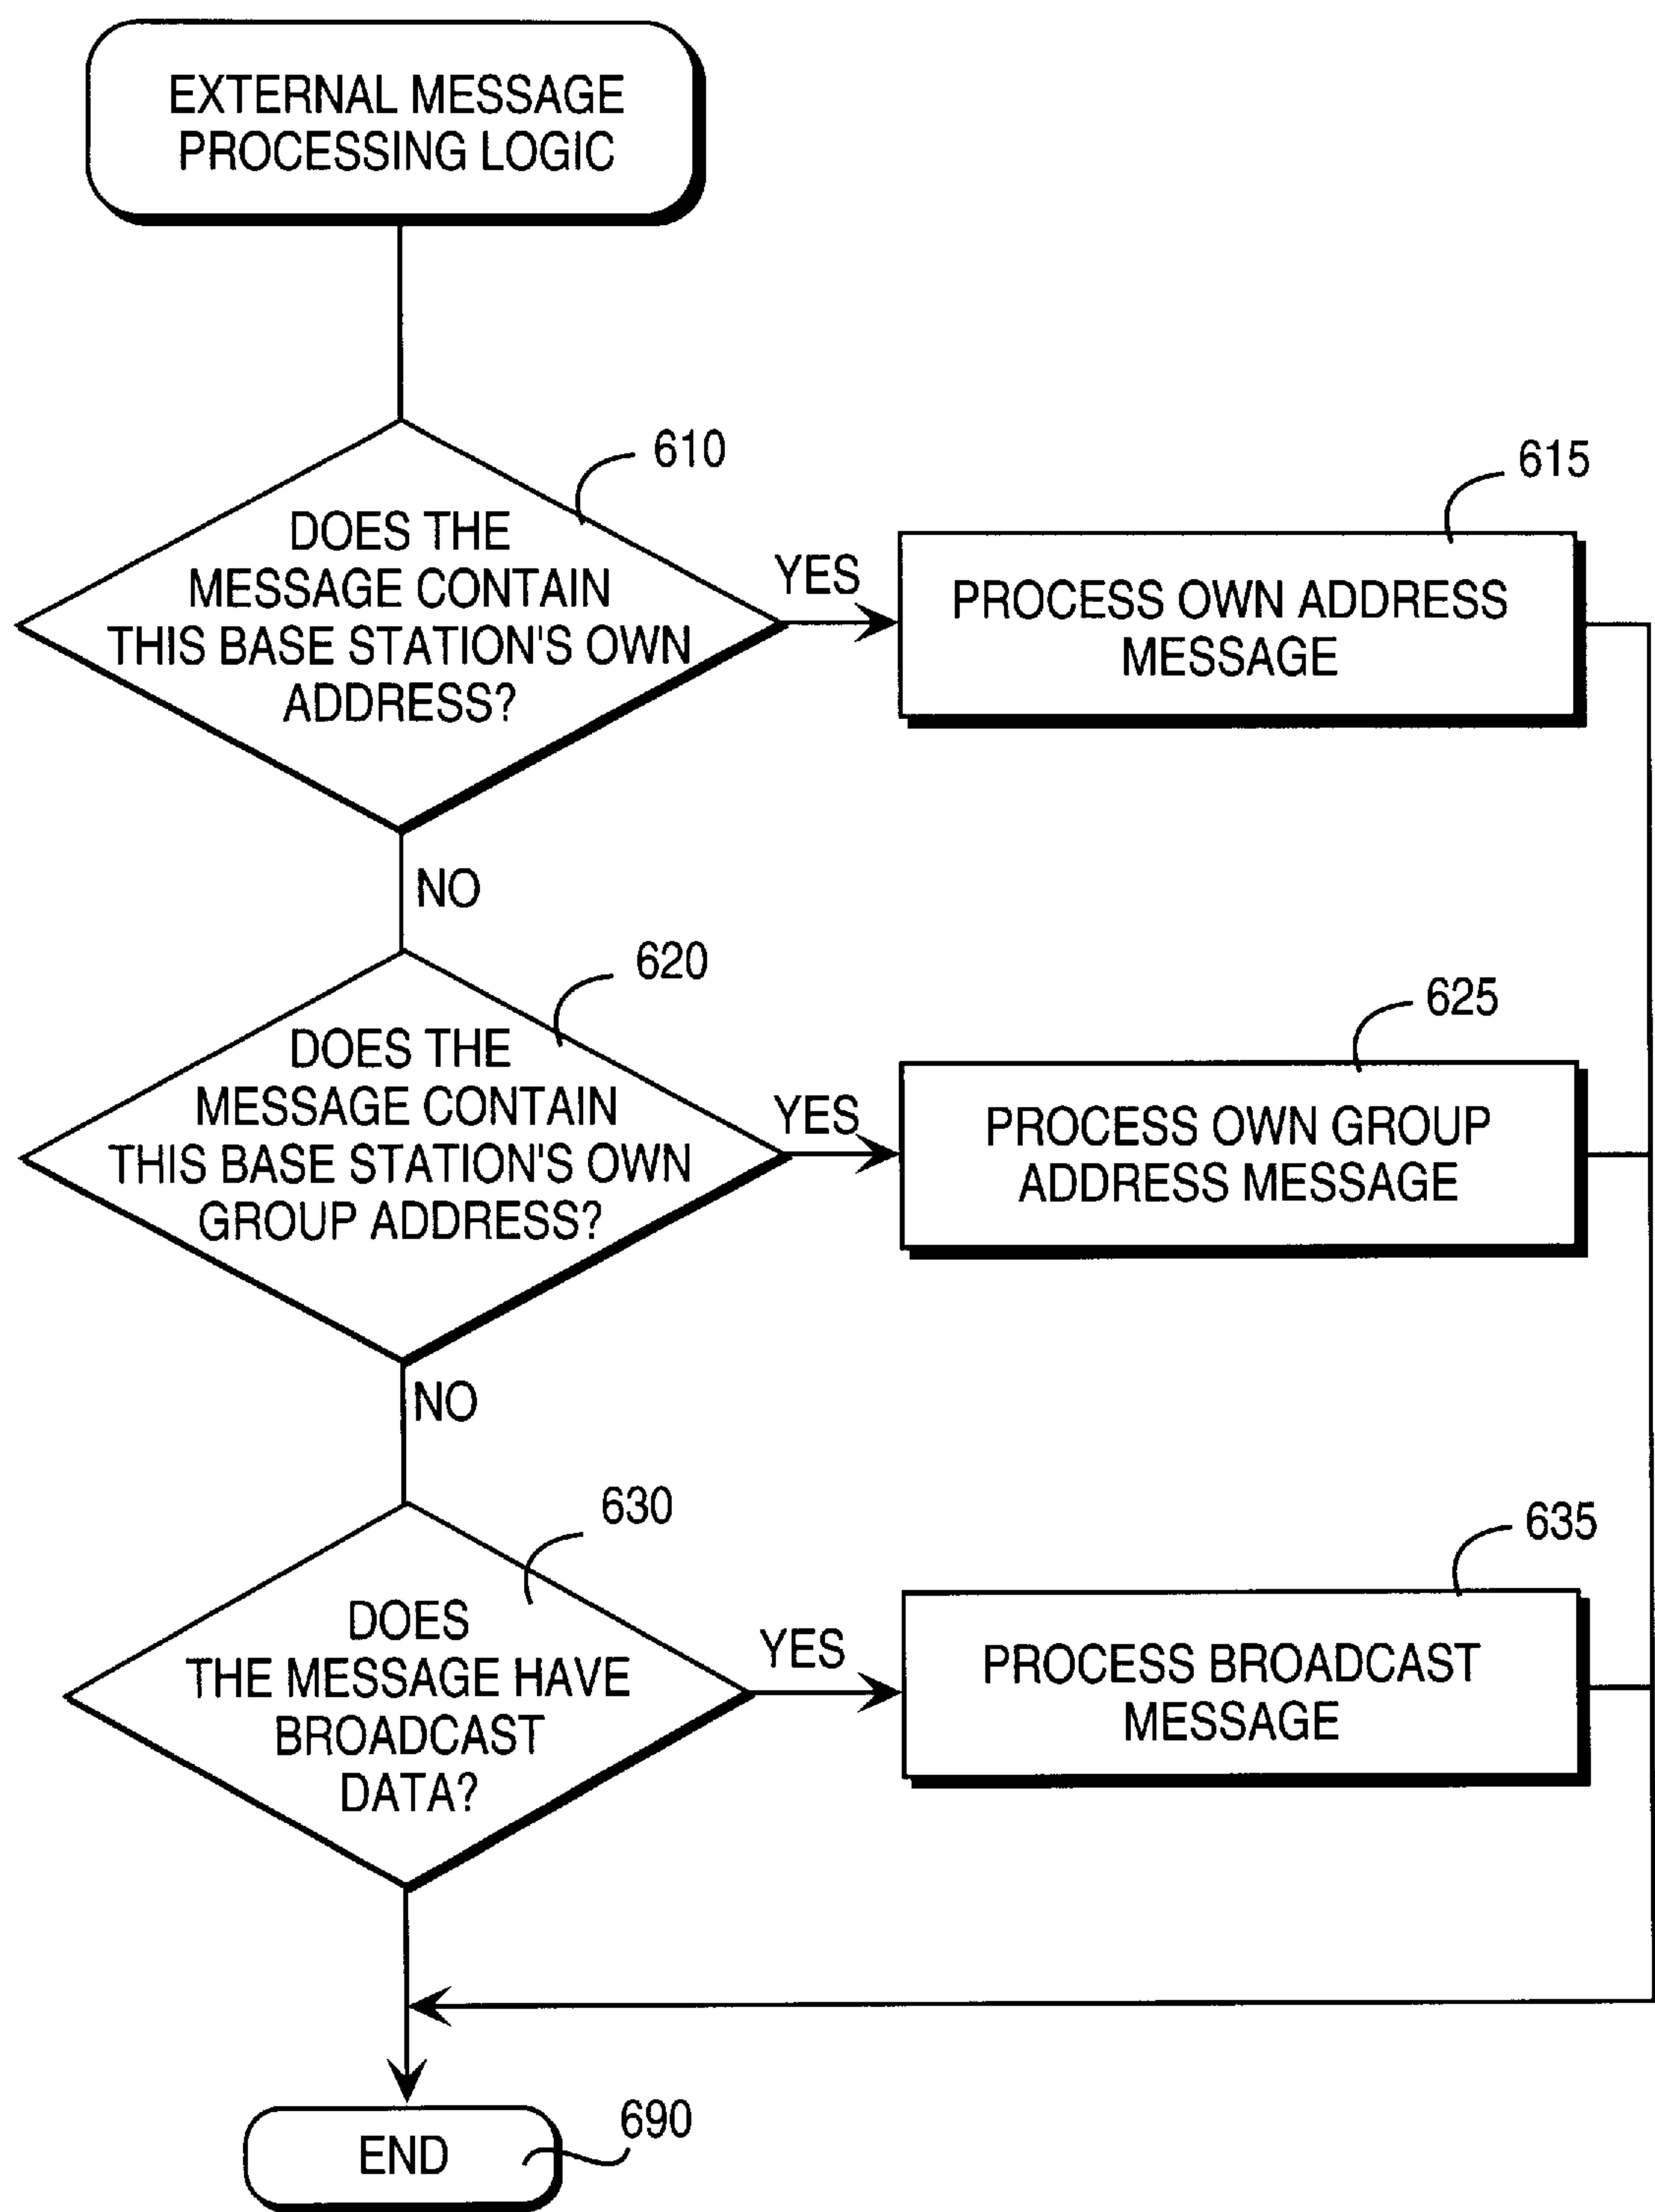 EXTERNAL MESSAGE
PROCESSING LOGIC
610
DOES THE
MESSAGE CONTAIN
THIS BASE STATION'S OWN
ADDRESS?
YES
615
PROCESS OWN ADDRESS
MESSAGE
NO
620
DOES THE
MESSAGE CONTAIN
THIS BASE STATION'S OWN
GROUP ADDRESS?
YES
625
PROCESS OWN GROUP
ADDRESS MESSAGE
NO
630
DOES
THE MESSAGE HAVE
BROADCAST
DATA?
YES
635
PROCESS BROADCAST
MESSAGE
END
690